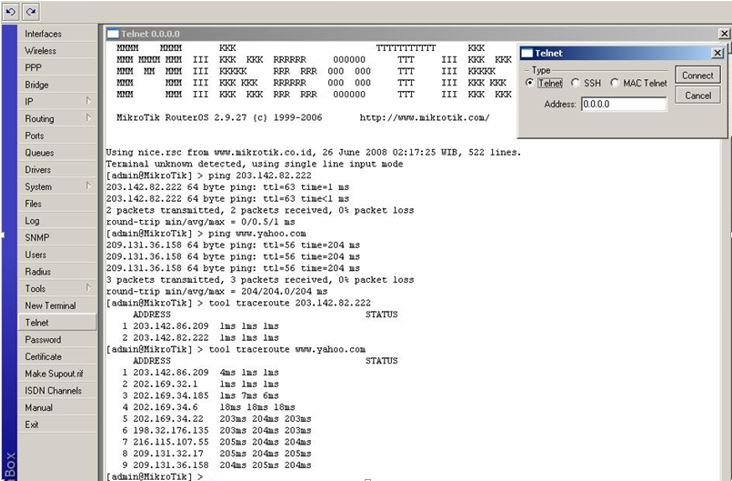 Interfaces
Wireless
PPP
Bridge
IP
Routing
Ports
Queues
Drivers
System
Files
Log
SNMP
Users
Radius
Tools
New Terminal
Telnet
Password
Certificate
Make Supout.rif
ISDN Channels
Manual
Exit
Box
Telnet 0.0.0.0
MMM MMM KKK TTTTTTTTTTT KKK
MMM MMMM MMM III KKK KKK RRRRRR 000000 TTT III KKK KKK
MMM MM MMM III KKKKK RRR RRR 000 000 TTT III KKKKK
MMM MMM III KKK KKK RRRRRR 000 000 TTT III KKK KKK
MMM MMM III KKK KKK RRR RRR 000000 TTT III KKK KKK
MikroTik RouterOS 2.9.27 (c) 1999-2006 http://www.mikrotik.com/
Using nice.rsc from www.mikrotik.co.id, 26 June 2008 02:17:25 WIB, 522 lines.
Terminal unknown detected, using single line input mode
[admin@MikroTik] > ping 203.142.82.222
203.142.82.222 64 byte ping: ttl=63 time=1 ms
203.142.82.222 64 byte ping: ttl=63 time<1 ms
2 packets transmitted, 2 packets received, 0% packet loss
round-trip min/avg/max = 0/0.5/1 ms
[admin@MikroTik] > ping www.yahoo.com
209.131.36.158 64 byte ping: ttl=56 time=204 ms
209.131.36.158 64 byte ping: ttl=56 time=204 ms
209.131.36.158 64 byte ping: ttl=56 time=204 ms
3 packets transmitted, 3 packets received, 0% packet loss
round-trip min/avg/max = 204/204.0/204 ms
[admin@MikroTik] > tool traceroute 203.142.82.222
ADDRESS STATUS
1 203.142.86.209 1ms 1ms 1ms
2 203.142.82.222 1ms 1ms 1ms
[admin@MikroTik] > tool traceroute www.yahoo.com
ADDRESS STATUS
1 203.142.86.209 4ms 1ms 1ms
2 202.169.32.1 1ms 1ms 1ms
3 202.169.34.185 1ms 7ms 6ms
4 202.169.34.6 18ms 18ms 18ms
5 202.169.34.22 203ms 204ms 203ms
6 198.32.176.135 203ms 204ms 203ms
7 216.115.107.55 205ms 204ms 204ms
8 209.131.32.17 205ms 205ms 204ms
9 209.131.36.158 204ms 205ms 204ms
[admin@MikroTik] >
Telnet
Type
Telnet SSH MAC Telnet
Address: 0.0.0.0
Connect
Cancel